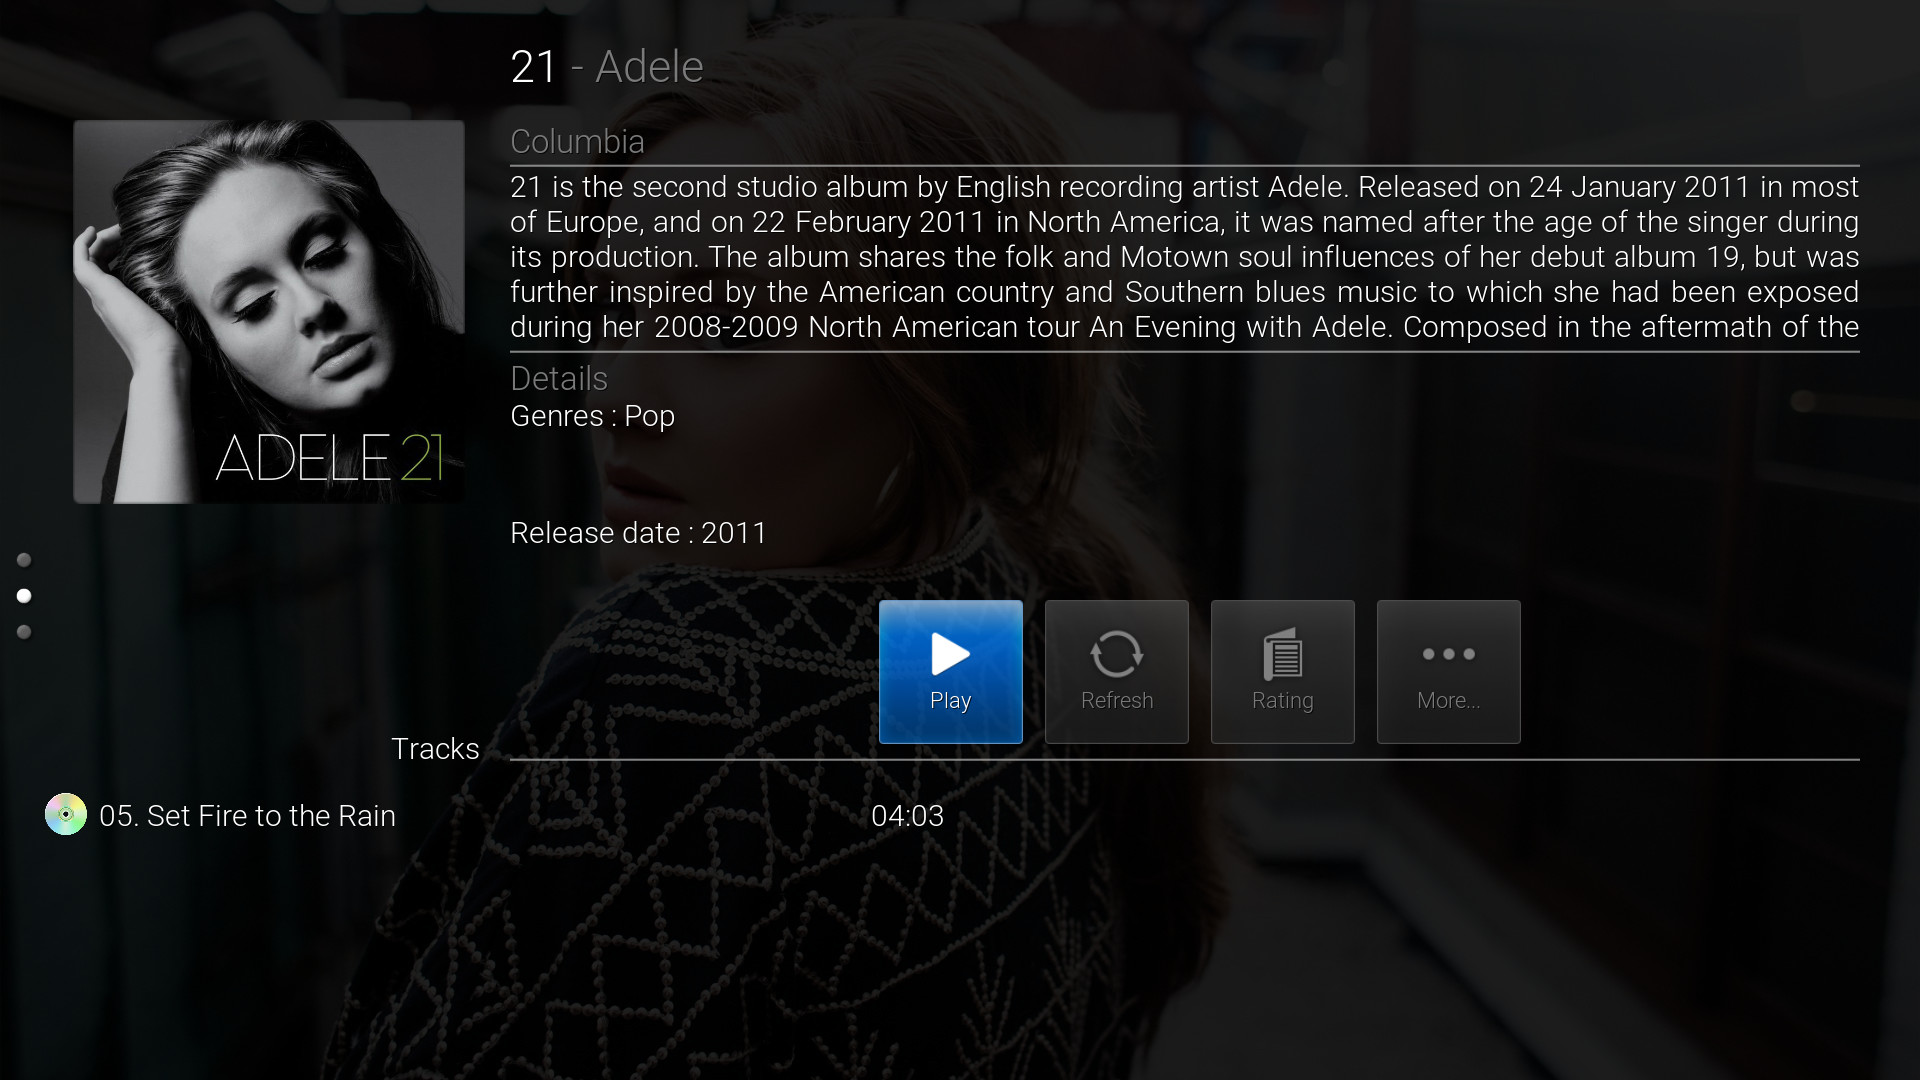 21 - Adele
Columbia
21 is the second studio album by English recording artist Adele. Released on 24 January 2011 in most
of Europe, and on 22 February 2011 in North America, it was named after the age of the singer during
its production. The album shares the folk and Motown soul influences of her debut album 19, but was
further inspired by the American country and Southern blues music to which she had been exposed
during her 2008-2009 North American tour An Evening with Adele. Composed in the aftermath of the
ADELE 21
Details
Genres : Pop
Release date : 2011
Play
Refresh
Rating
More...
Tracks
05. Set Fire to the Rain 04:03